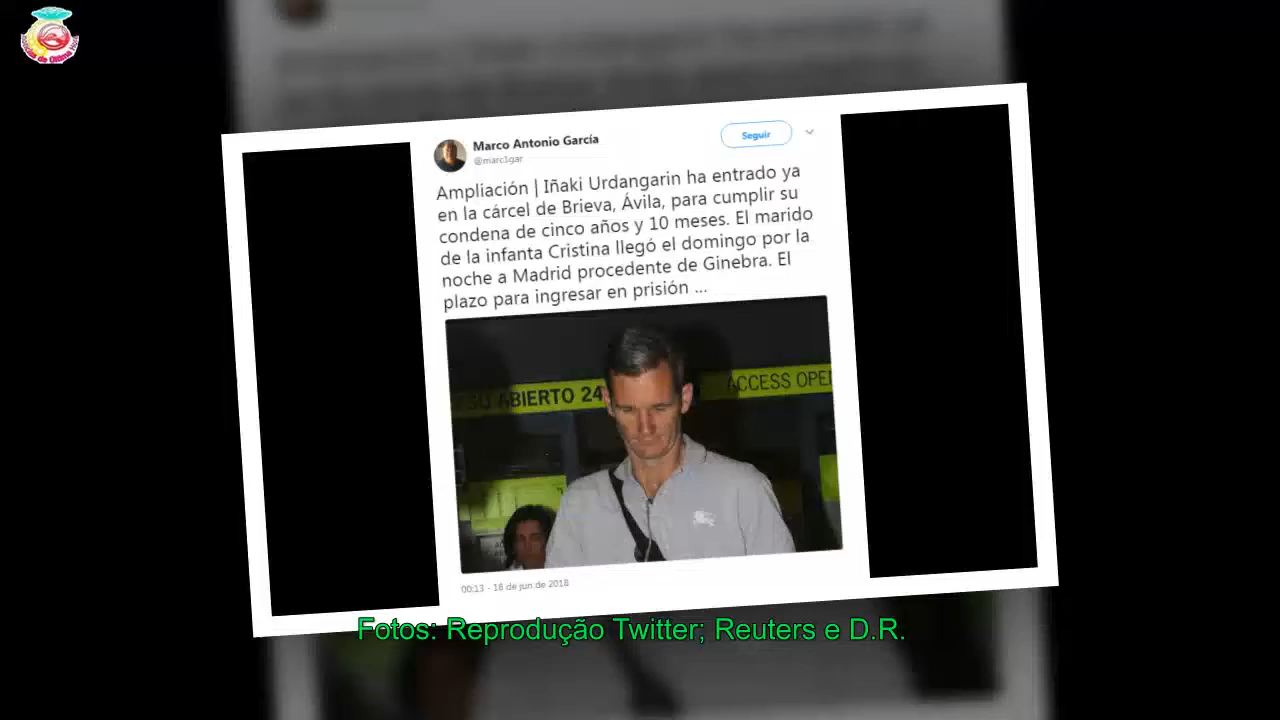 Marco Antonio García
@marc1gar
Seguir
Ampliación | Iñaki Urdangarin ha entrado ya
en la cárcel de Brieva, Ávila, para cumplir su
condena de cinco años y 10 meses. El marido
de la infanta Cristina llegó el domingo por la
noche a Madrid procedente de Ginebra. El
plazo para ingresar en prisión ...
ABIERTO 24
ACCESS OPEN
00:13 - 18 de jun de 2018
Fotos: Reprodução Twitter; Reuters e D.R.